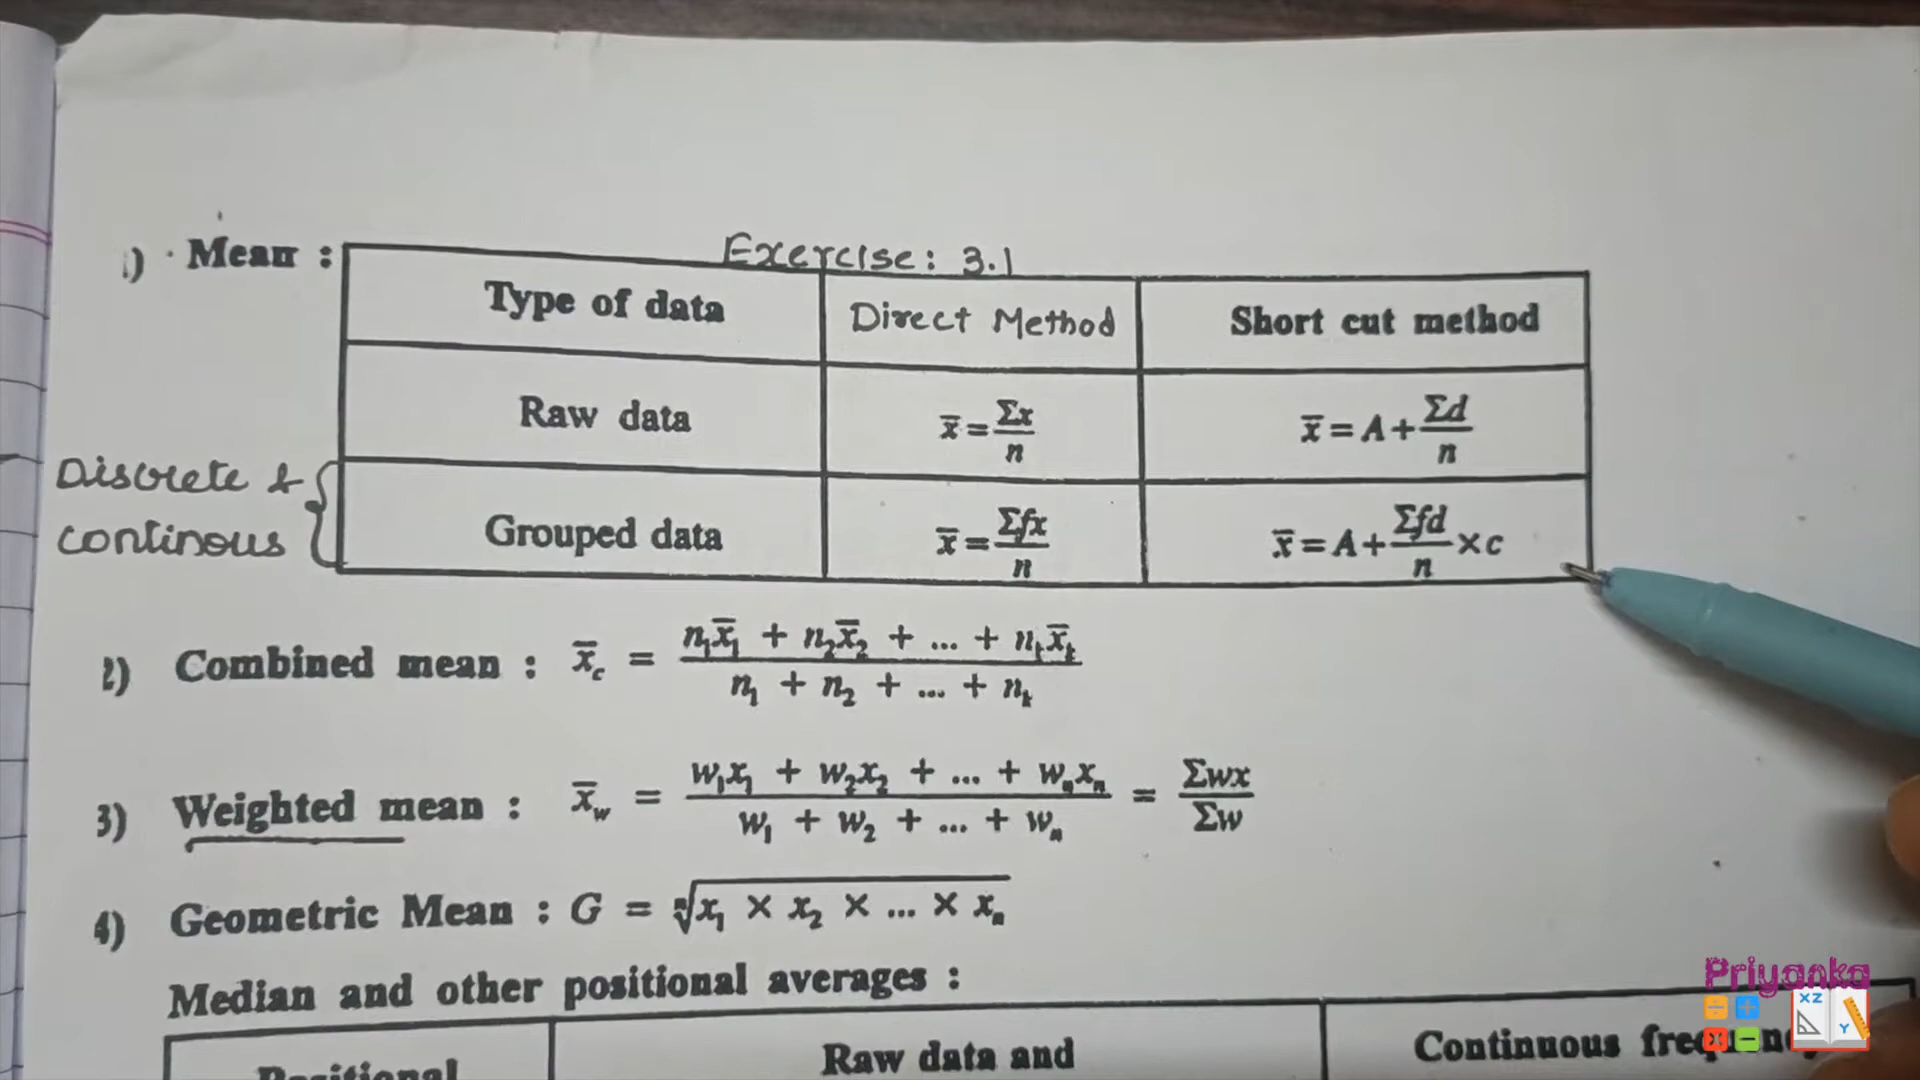 Exercise: 3.1
1) Mean :
Type of data Direct Method Short cut method
Raw data x̄ = Σx/n x̄ = A + Σd/n
Discrete &
continous
Grouped data x̄ = Σfx/n x̄ = A + Σfd/n × c
2) Combined mean : x̄c = (n₁x̄₁ + n₂x̄₂ + ... + nₖx̄ₖ)/(n₁ + n₂ + ... + nₖ)
3) Weighted mean : x̄w = (w₁x₁ + w₂x₂ + ... + wₙxₙ)/(w₁ + w₂ + ... + wₙ) = Σwx/Σw
4) Geometric Mean : G = ⁿ√(x₁ × x₂ × ... × xₙ)
Median and other positional averages :
Positional Raw data and Continuous
Priyanka
XZ
Y